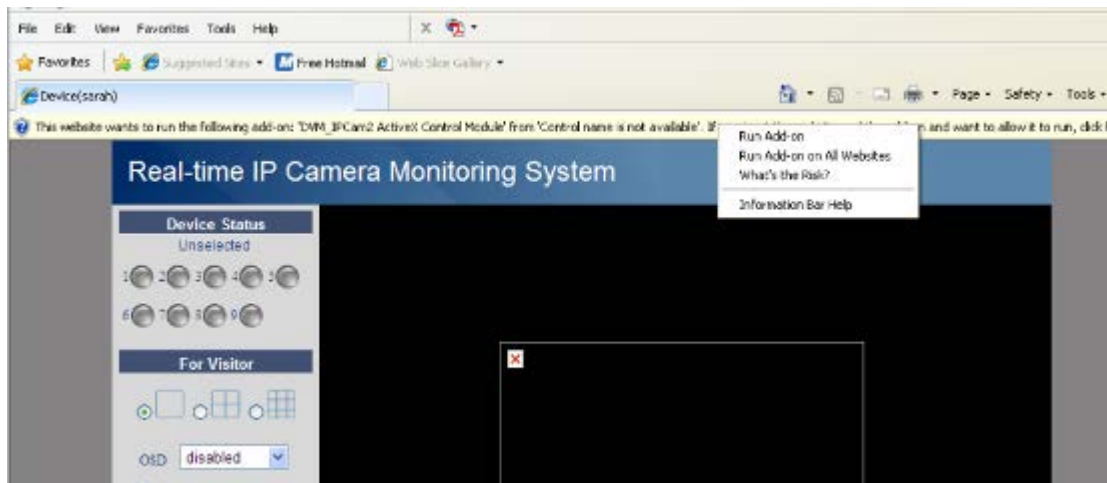 File Edit View Favorites Tools Help
Favorites Suggested Sites Free Hotmail Web Slice Gallery
Device(sarah) Page Safety Tools
This website wants to run the following add-on: 'DVM_IPCam2 ActiveX Control Module' from 'Control name is not available'. If and want to allow it to run, click
Run Add-on
Run Add-on on All Websites
What's the Risk?
Information Bar Help
Real-time IP Camera Monitoring System
Device Status
Unselected
1 2 3 4 5
6 7 8 9
For Visitor
OSD disabled